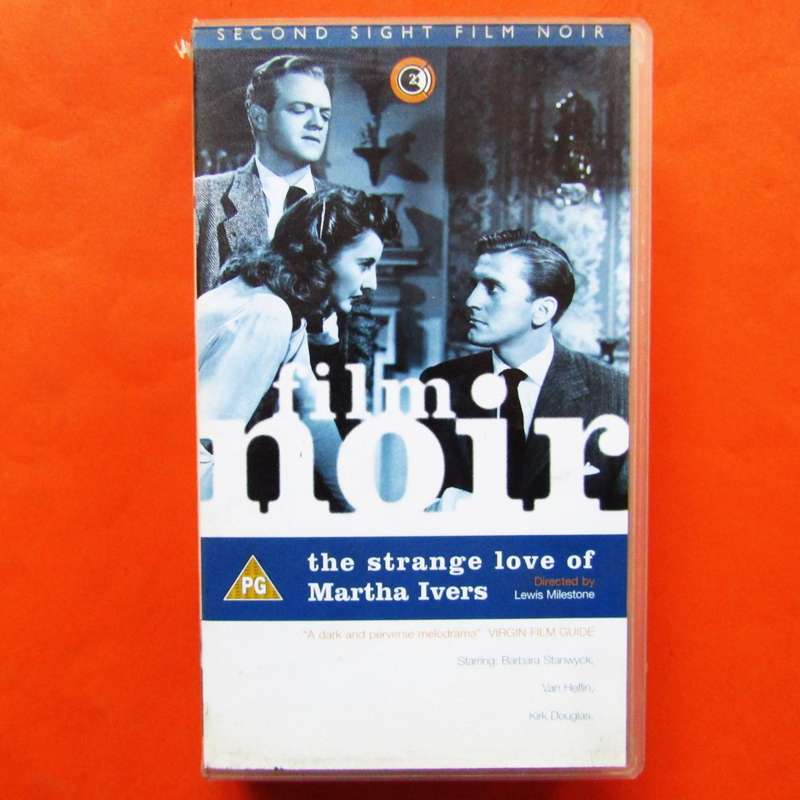 SECOND SIGHT FILM NOIR
2
film
noir
the strange love of
Martha Ivers
PG
Directed by
Lewis Milestone
"A dark and perverse melodrama" VIRGIN FILM GUIDE
Starring: Barbara Stanwyck,
Van Heflin,
Kirk Douglas.